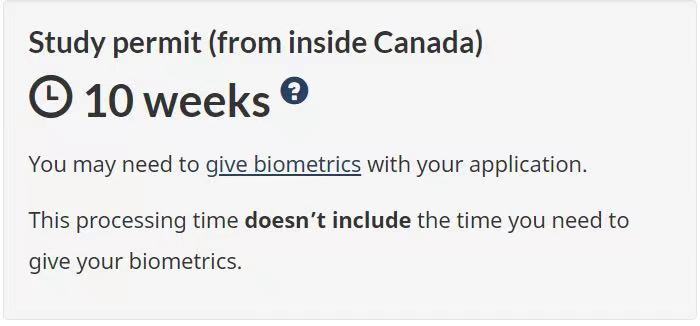 Study permit (from inside Canada)
10 weeks ?
You may need to give biometrics with your application.
This processing time doesn’t include the time you need to
give your biometrics.